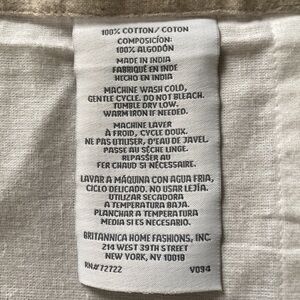 100% COTTON/ COTON
COMPOSICÍON:
100% ALGODÓN
MADE IN INDIA
FABRIQUÉ EN INDE
HECHO EN INDIA
MACHINE WASH COLD,
GENTLE CYCLE. DO NOT BLEACH.
TUMBLE DRY LOW.
WARM IRON IF NEEDED.
MACHINE LAVER
À FROID, CYCLE DOUX.
NE PAS UTILISER, D'EAU DE JAVEL.
PASSE AU SÈCHE LINGE.
REPASSER AU
FER CHAUD SI NÉCESSAIRE.
LAVAR A MÁQUINA CON AGUA FRIA,
CICLO DELICADO. NO USAR LEJÍA.
UTILIZAR SECADORA
A TEMPERATURA BAJA.
PLANCHAR A TEMPERATURA
MEDIA SI ES NECESARIO.
BRITANNICA HOME FASHIONS, INC.
214 WEST 39TH STREET
NEW YORK, NY 10018
RN# 72722 V094